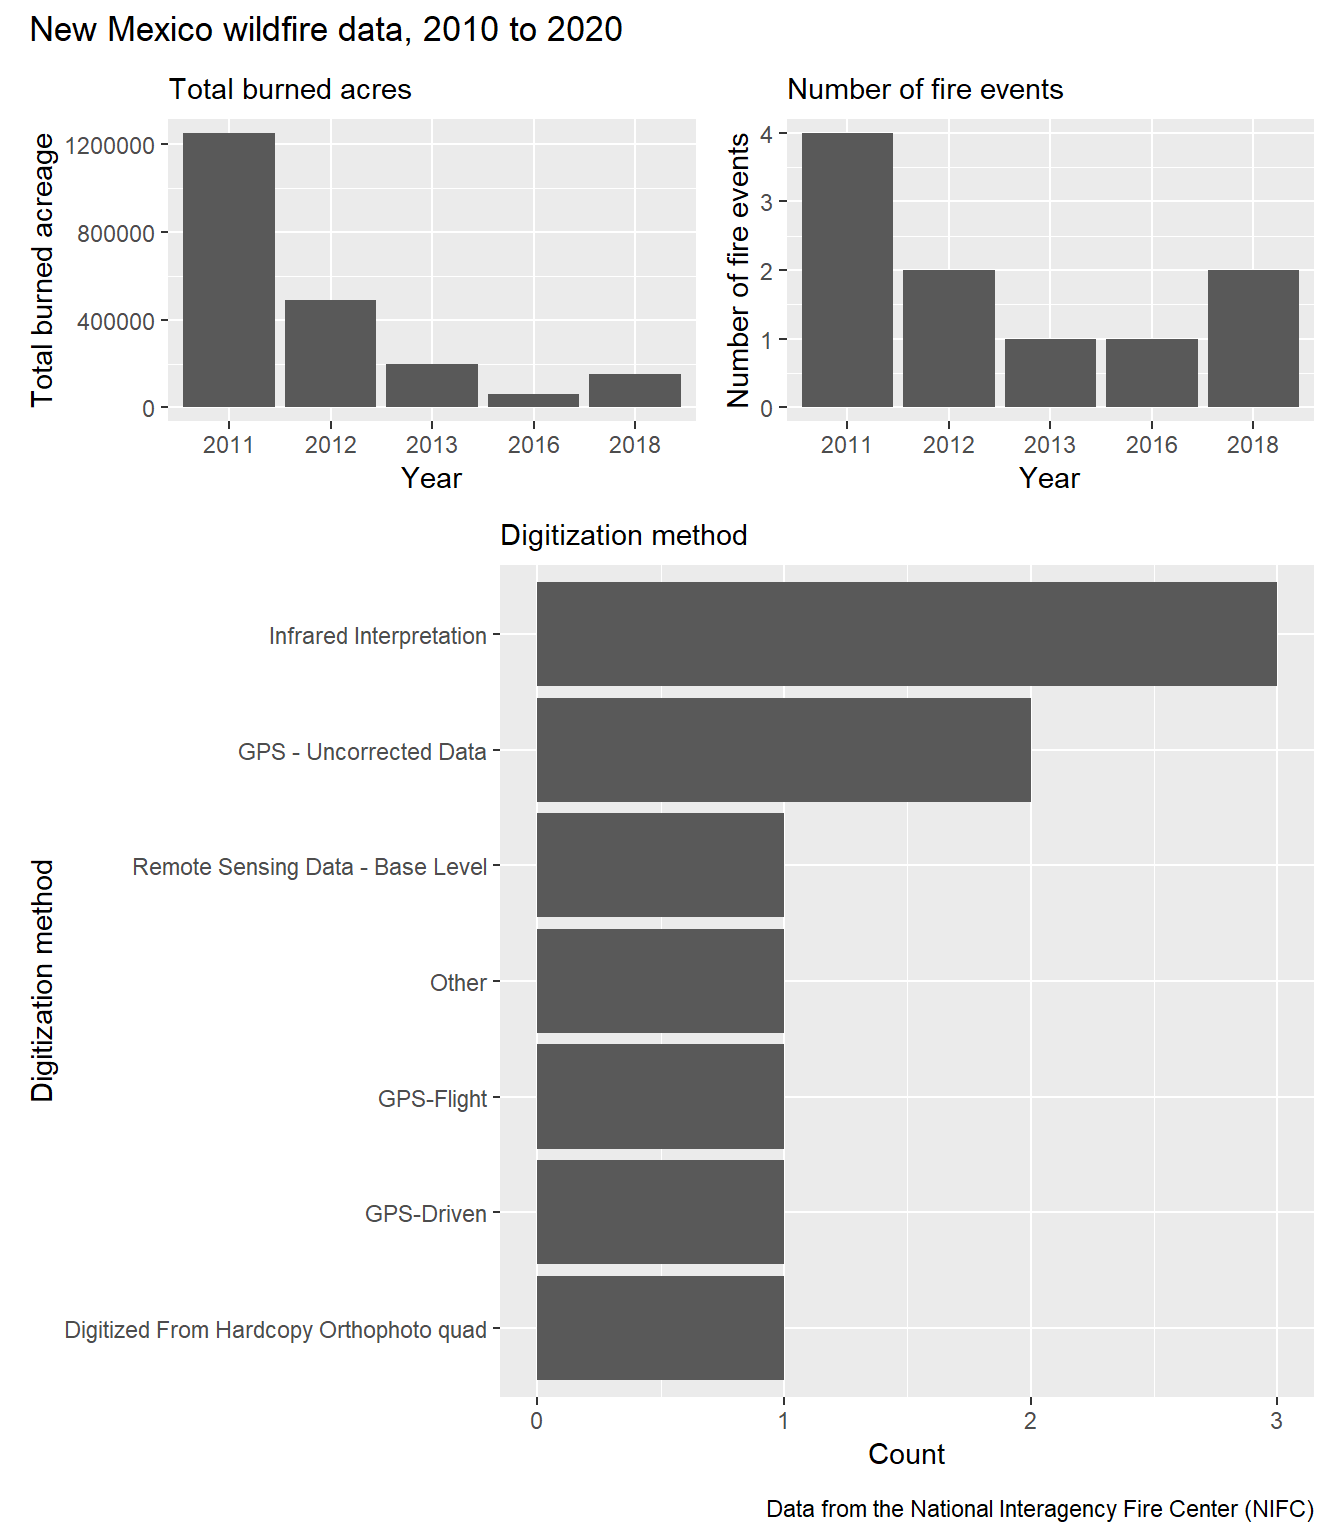 New Mexico wildfire data, 2010 to 2020
Total burned acres
Total burned acreage
1200000
800000
400000
0
2011 2012 2013 2016 2018
Year
Number of fire events
Number of fire events
4
3
2
1
0
2011 2012 2013 2016 2018
Year
Digitization method
Digitization method
Infrared Interpretation
GPS - Uncorrected Data
Remote Sensing Data - Base Level
Other
GPS-Flight
GPS-Driven
Digitized From Hardcopy Orthophoto quad
0 1 2 3
Count
Data from the National Interagency Fire Center (NIFC)